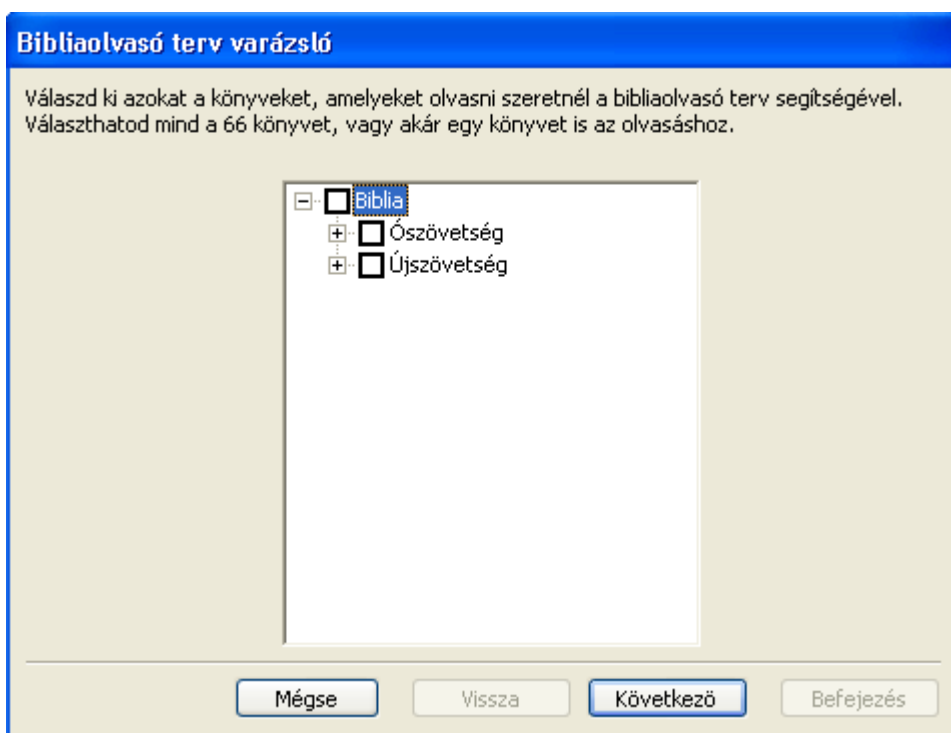 Bibliaolvasó terv varázsló
Válaszd ki azokat a könyveket, amelyeket olvasni szeretnél a bibliaolvasó terv segítségével.
Választhatod mind a 66 könyvet, vagy akár egy könyvet is az olvasáshoz.
Biblia
Ószövetség
Újszövetség
Mégse Vissza Következö Befejezés